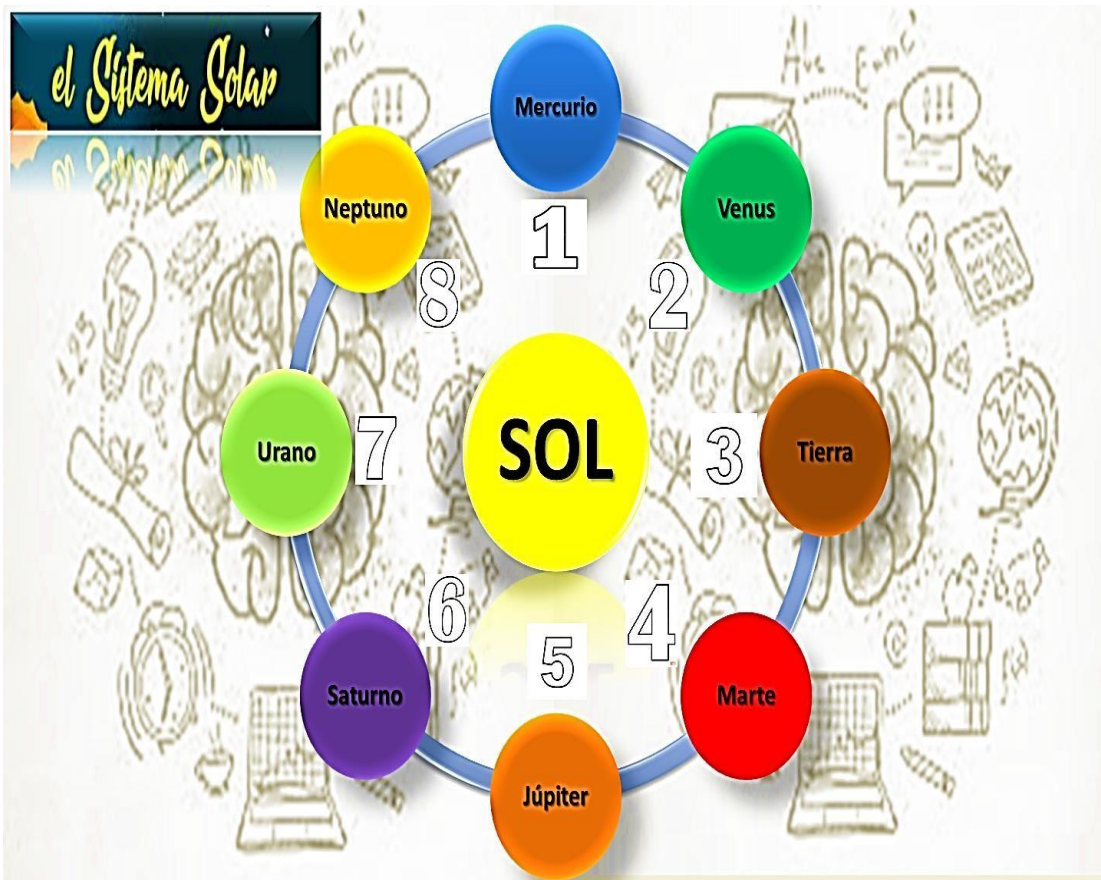 el Sistema Solar
Mercurio
1
Venus
2
Tierra
3
Marte
4
Júpiter
5
Saturno
6
Urano
7
Neptuno
8
SOL